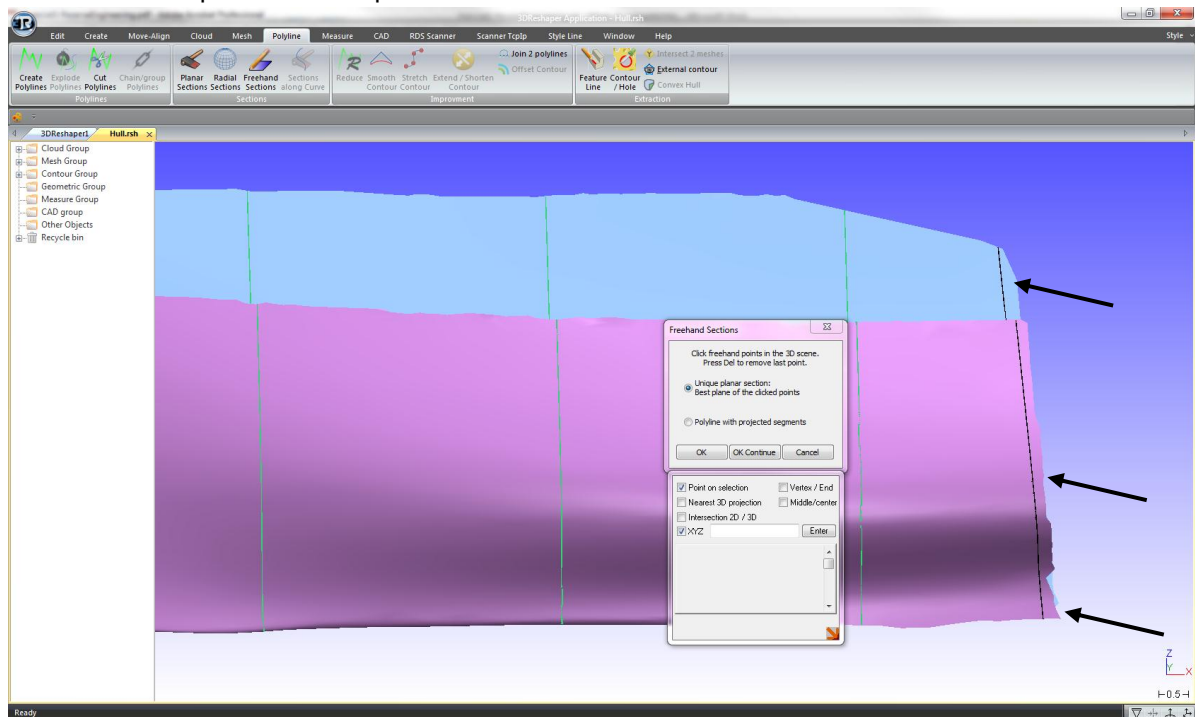 3DReshaper Application - Hull.rsh
Edit Create Move-Align Cloud Mesh Polyline Measure CAD RDS Scanner Scanner TcpIp Style Line Window Help Style
Create Polylines
Explode Polylines
Cut Polylines
Chain/group Polylines
Polylines
Planar Sections
Radial Sections
Freehand Sections
Sections along Curve
Sections
Reduce
Smooth Contour
Stretch Contour
Extend / Shorten Contour
Join 2 polylines
Offset Contour
Improvment
Feature Line
Contour / Hole
Intersect 2 meshes
External contour
Convex Hull
Extraction
3DReshaper1 Hull.rsh
Cloud Group
Mesh Group
Contour Group
Geometric Group
Measure Group
CAD group
Other Objects
Recycle bin
Freehand Sections
Click freehand points in the 3D scene.
Press Del to remove last point.
Unique planar section:
Best plane of the clicked points
Polyline with projected segments
OK OK Continue Cancel
Point on selection Vertex / End
Nearest 3D projection Middle/center
Intersection 2D / 3D
XYZ Enter
Z
Y X
0.5
Ready